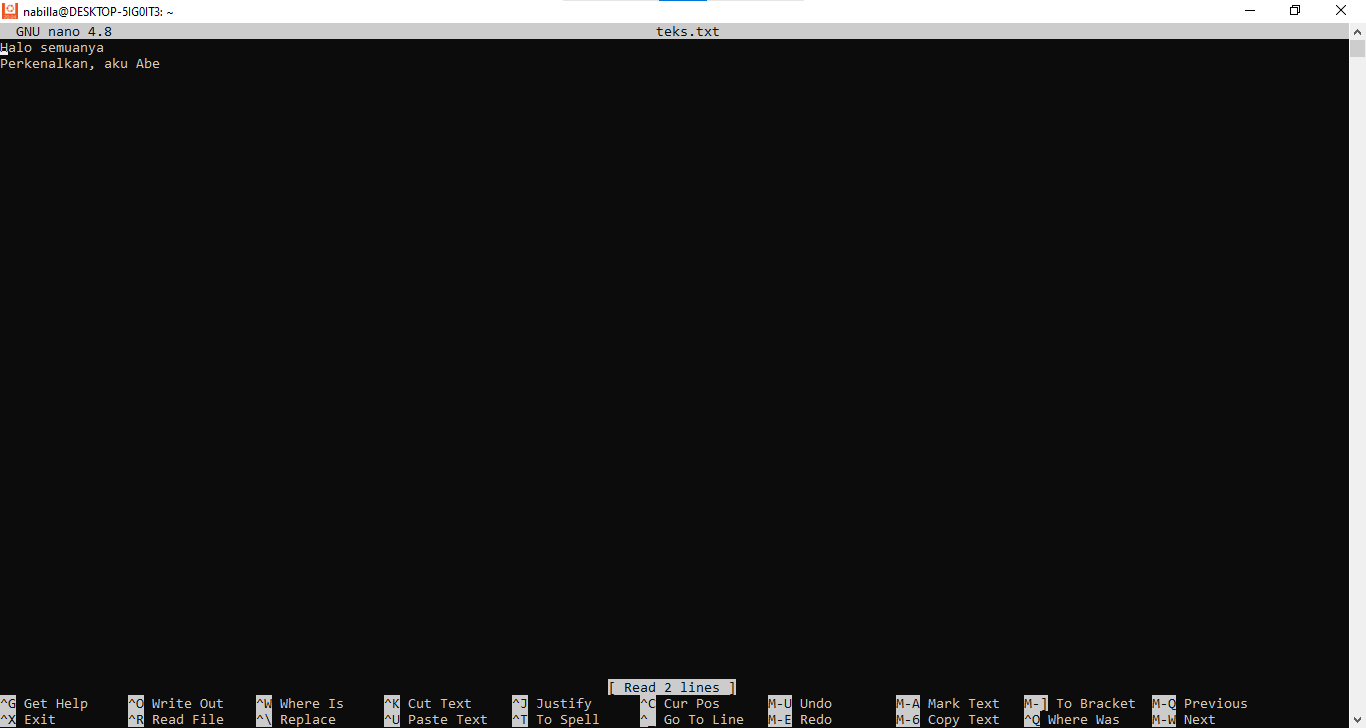 nabilla@DESKTOP-5IG0IT3: ~
GNU nano 4.8 teks.txt
Halo semuanya
Perkenalkan, aku Abe
[ Read 2 lines ]
^G Get Help ^O Write Out ^W Where Is ^K Cut Text ^J Justify ^C Cur Pos M-U Undo M-A Mark Text M-] To Bracket M-Q Previous
^X Exit ^R Read File ^\ Replace ^U Paste Text ^T To Spell ^_ Go To Line M-E Redo M-6 Copy Text ^Q Where Was M-W Next